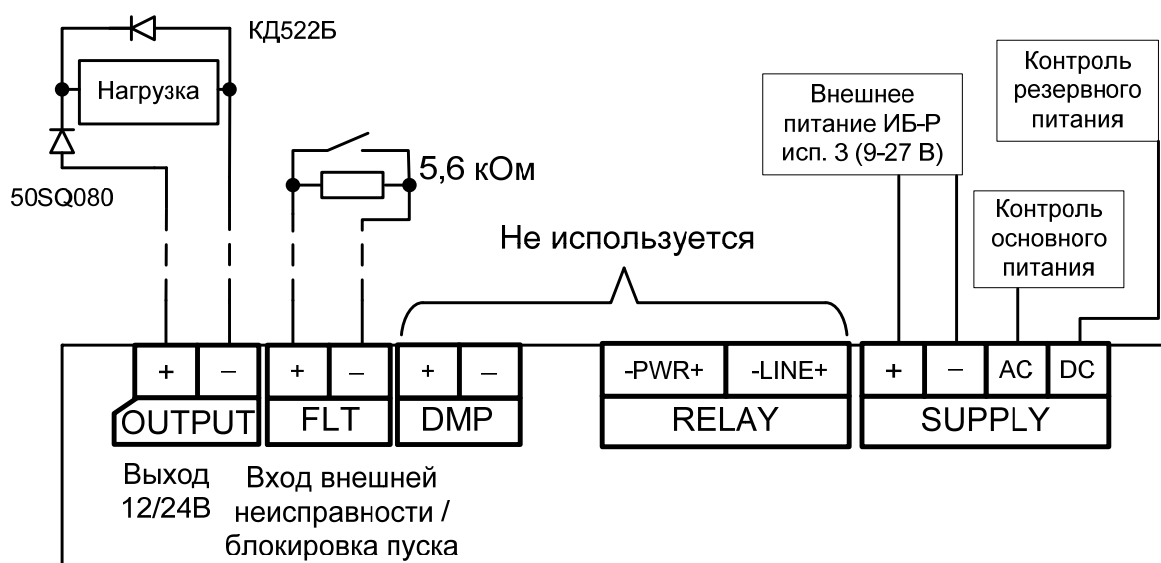 КД522Б
Нагрузка
50SQ080
5,6 кОм
Не используется
Внешнее
питание ИБ-Р
исп. 3 (9-27 В)
Контроль
резервного
питания
Контроль
основного
питания
+ –
OUTPUT
+ –
FLT
+ –
DMP
-PWR+ -LINE+
RELAY
+ – AC DC
SUPPLY
Выход
12/24В
Вход внешней
неисправности /
блокировка пуска